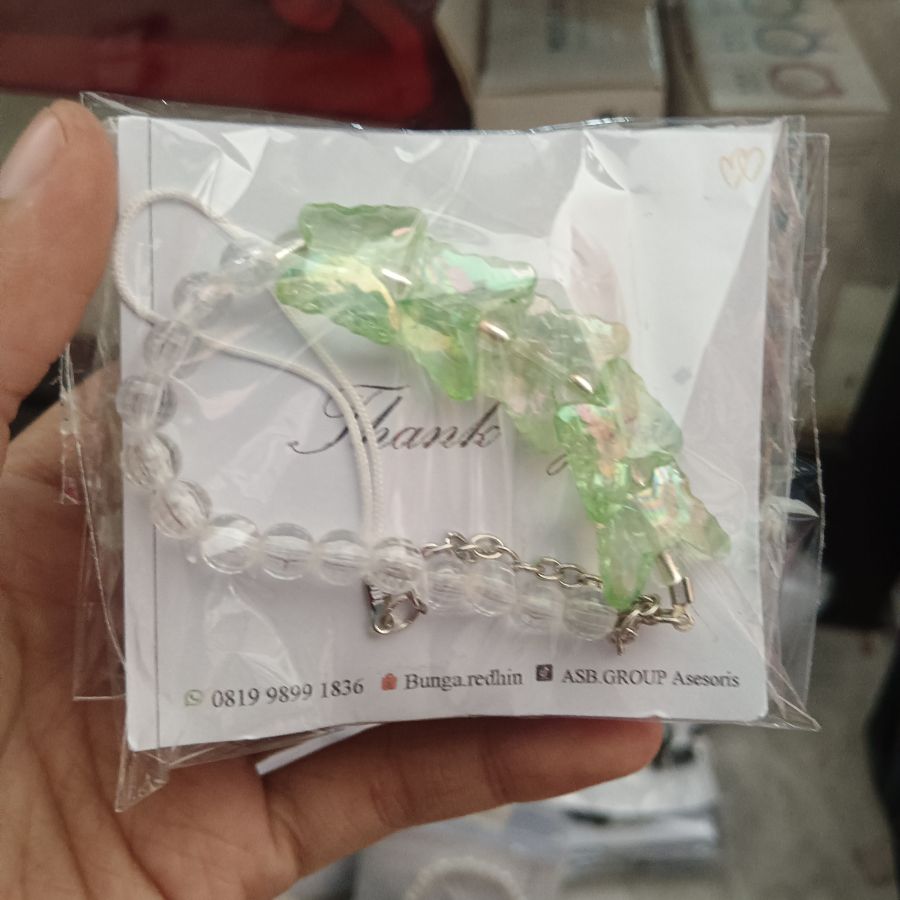 Thank
0819 9899 1836 Bunga.redhin ASB.GROUP Asesoris